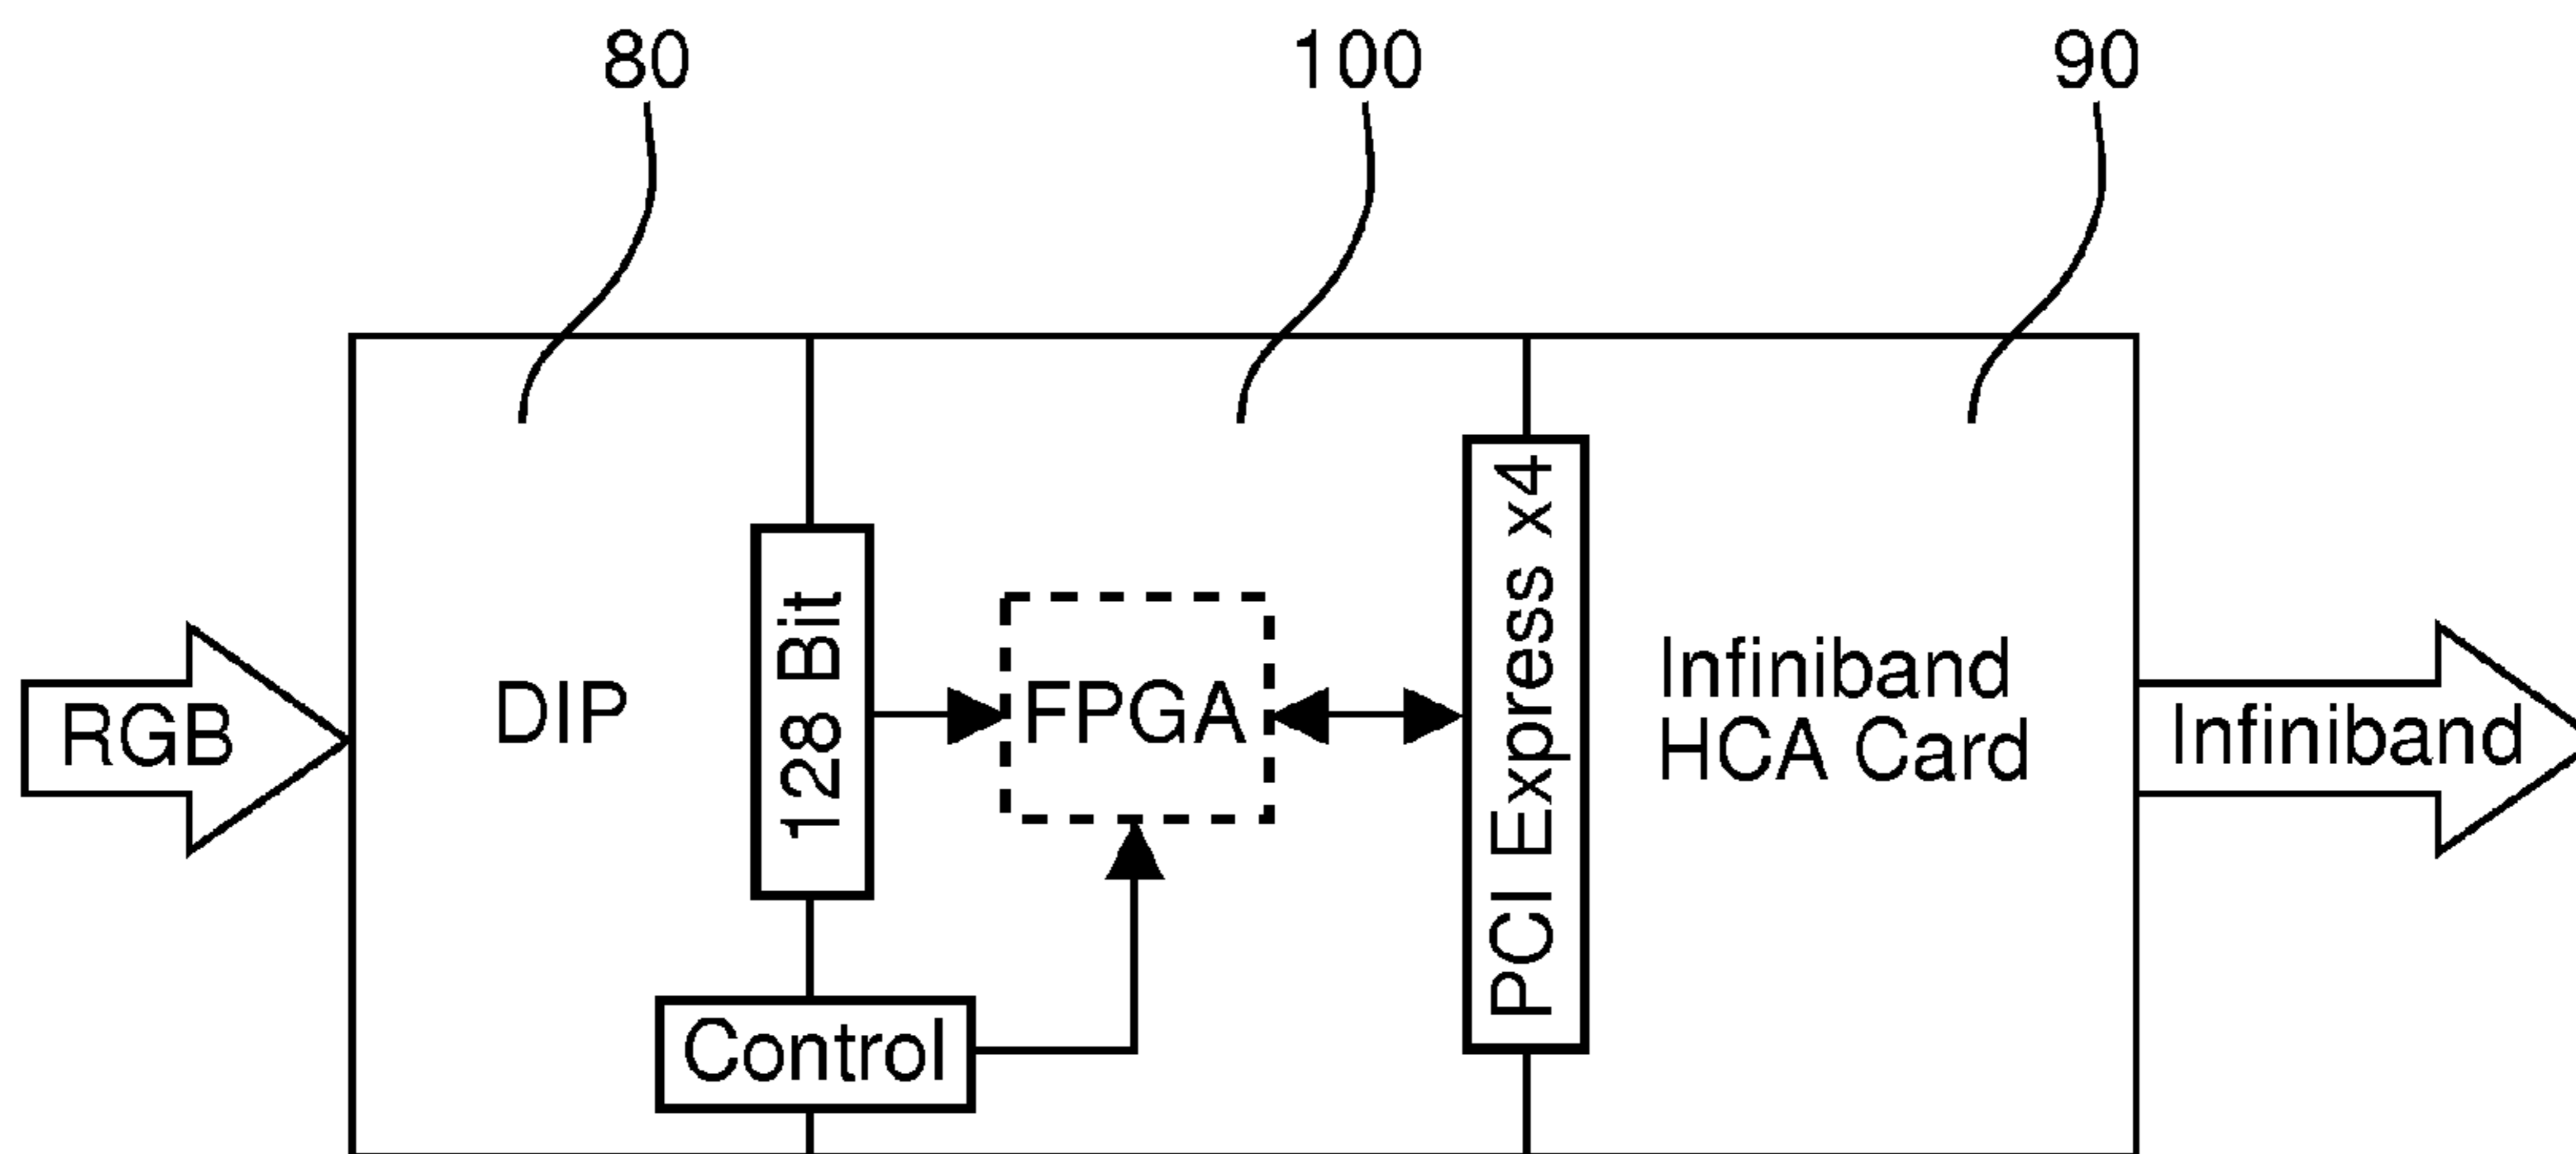 80
100
90
RGB
DIP
128 Bit
FPGA
PCI Express x4
Infiniband
HCA Card
Infiniband
Control